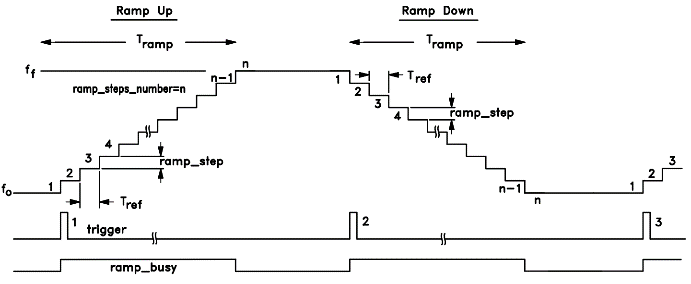 Ramp Up
Ramp Down
Tramp
Tramp
ff
n
n-1
ramp_steps_number=n
1
2
3
4
Tref
ramp_step
4
3
2
1
ramp_step
Tref
fo
n-1
n
1
2
3
1
trigger
2
3
ramp_busy